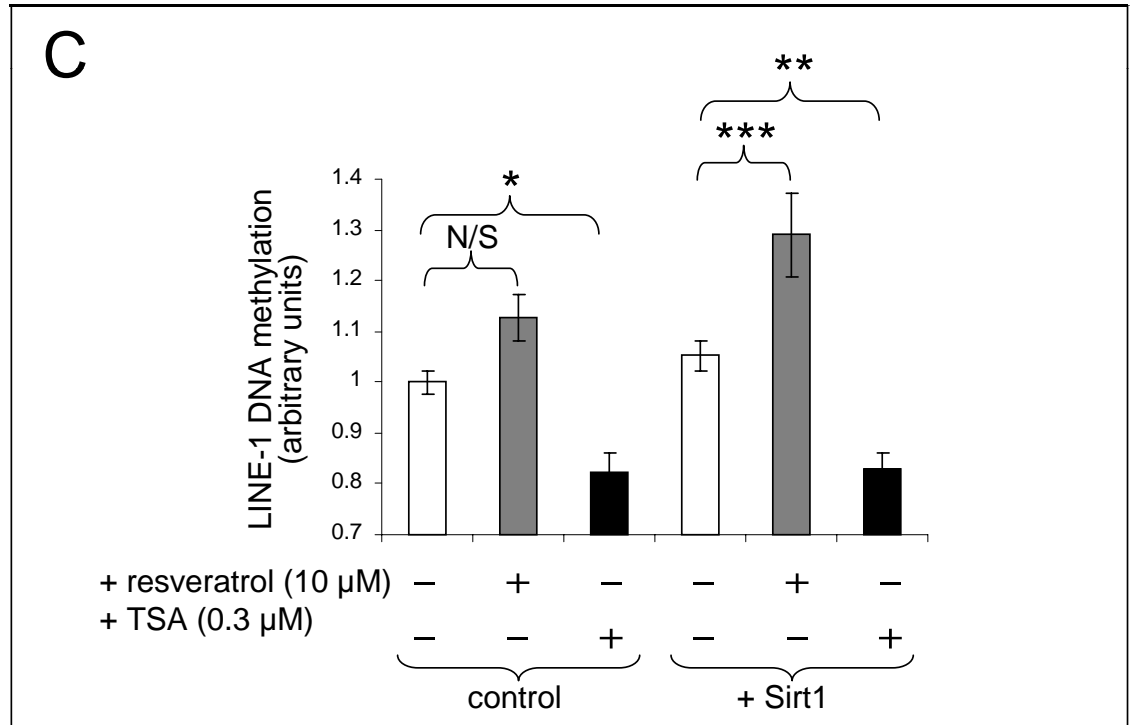 C
**
***
*
N/S
1.4
1.3
1.2
1.1
1
0.9
0.8
0.7
LINE-1 DNA methylation
(arbitrary units)
+ resveratrol (10 µM) − + − − + −
+ TSA (0.3 µM) − − + − − +
control + Sirt1